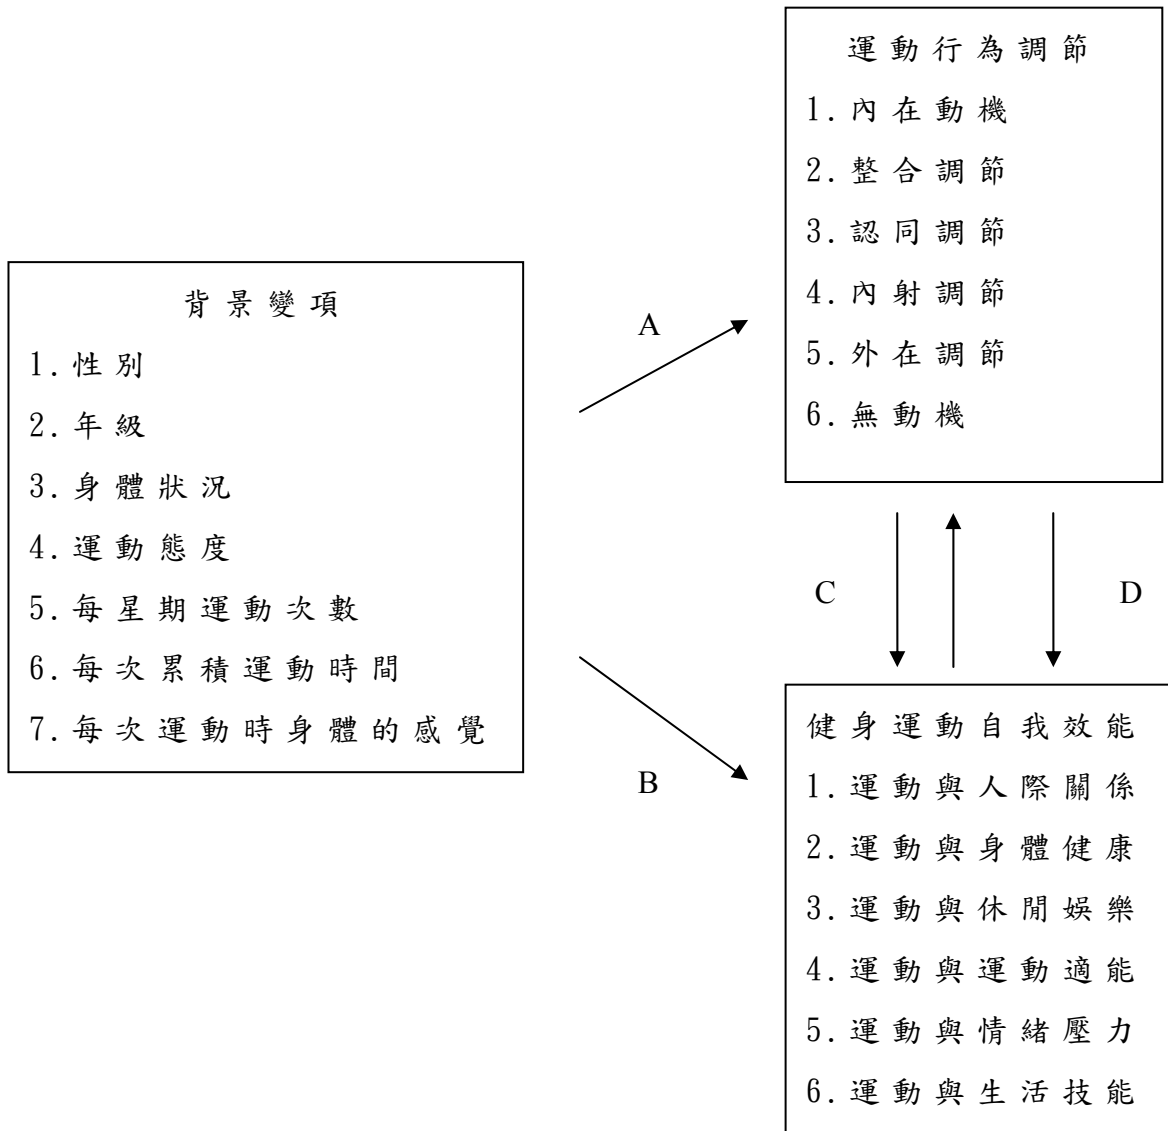 運動行為調節
1.內在動機
2.整合調節
3.認同調節
4.內射調節
5.外在調節
6.無動機
背景變項
1.性別
2.年級
3.身體狀況
4.運動態度
5.每星期運動次數
6.每次累積運動時間
7.每次運動時身體的感覺
A
B
C
D
健身運動自我效能
1.運動與人際關係
2.運動與身體健康
3.運動與休閒娛樂
4.運動與運動適能
5.運動與情緒壓力
6.運動與生活技能